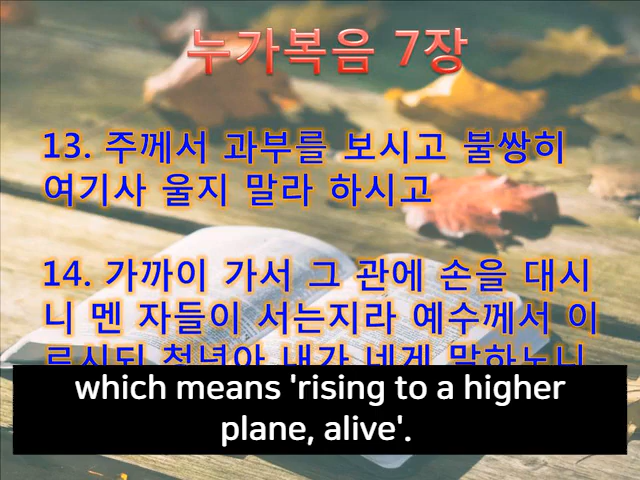 누가복음 7장
13. 주께서 과부를 보시고 불쌍히
여기사 울지 말라 하시고
14. 가까이 가서 그 관에 손을 대시
니 멘 자들이 서는지라 예수께서 이
르시되 청년아 내가 네게 말하노니
which means 'rising to a higher
plane, alive'.